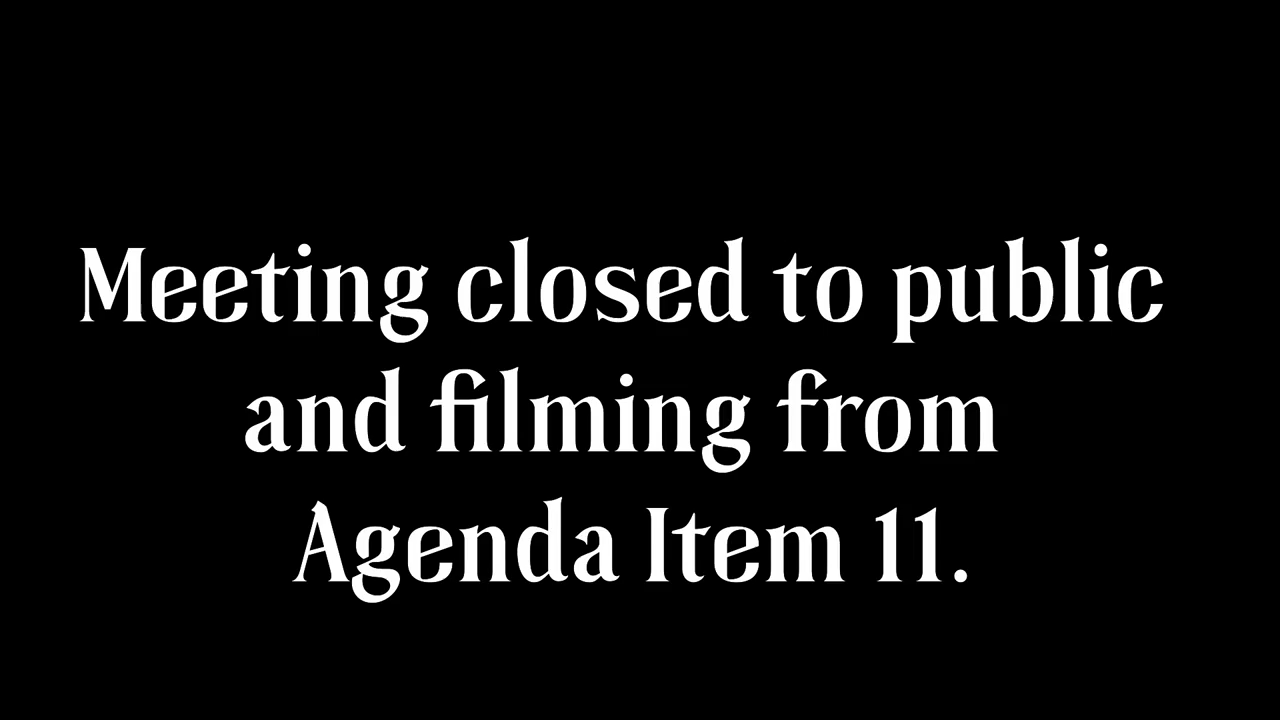 Meeting closed to public
and filming from
Agenda Item 11.